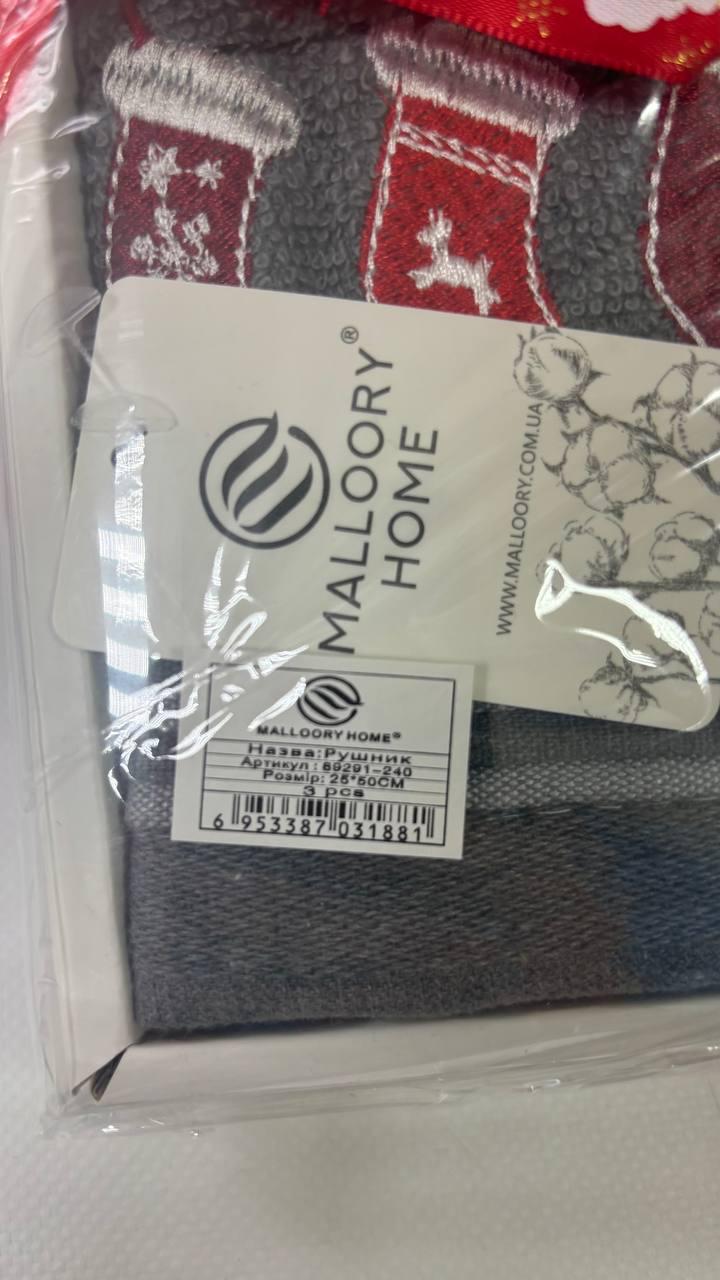 MALLOORY®
HOME
WWW.MALLOORY.COM.UA
MALLOORY HOME®
Назва:Рушник
Артикул : 69291-240
Розмір: 25*50CM
3 pcs
6 953387 031881